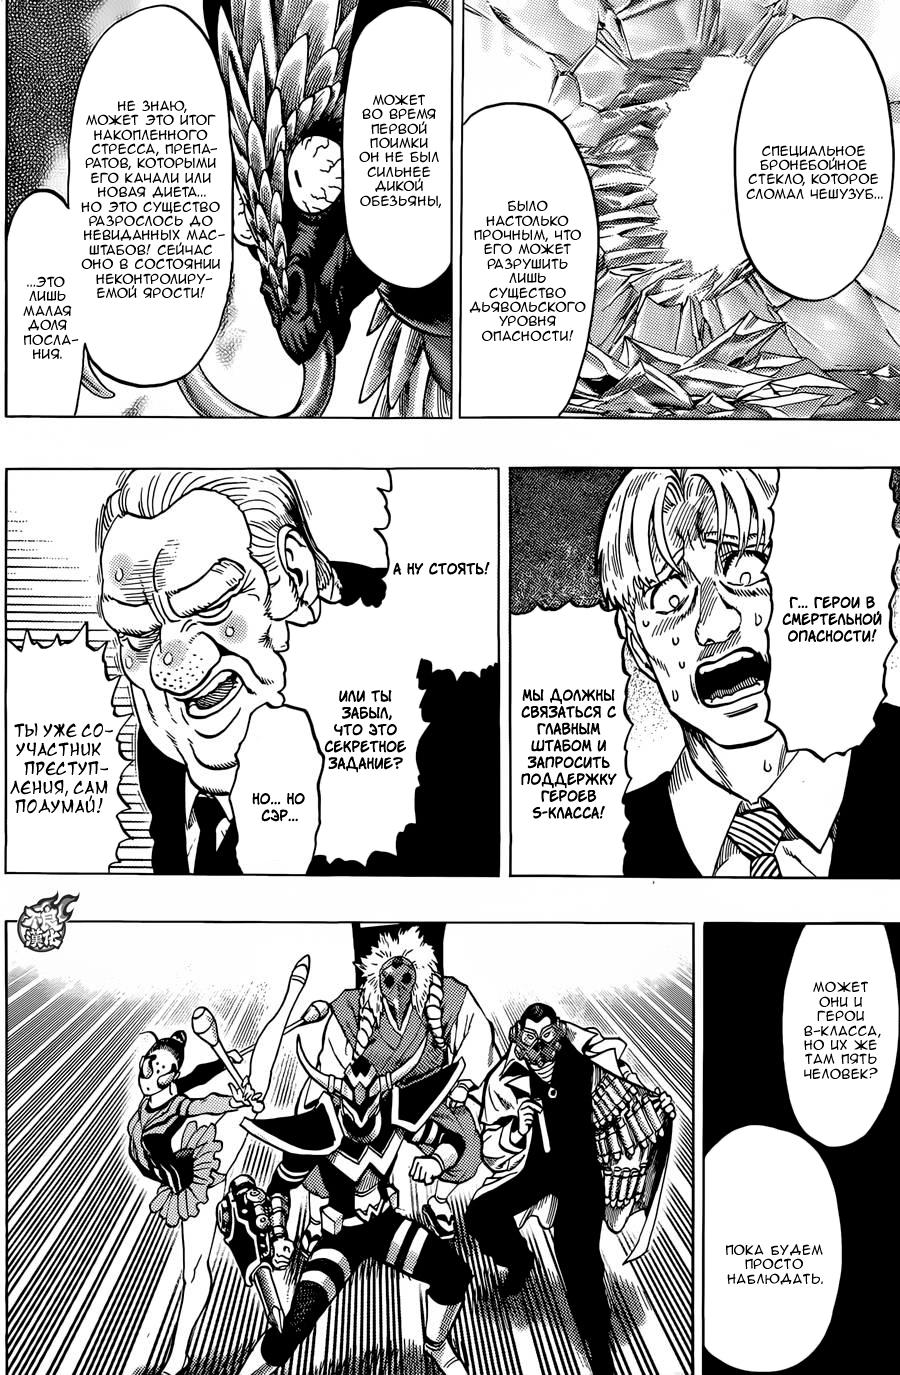 СПЕЦИАЛЬНОЕ
БРОНЕБОЙНОЕ
СТЕКЛО, КОТОРОЕ
СЛОМАЛ ЧЕШУЗУБ...
БЫЛО
НАСТОЛЬКО
ПРОЧНЫМ, ЧТО
ЕГО МОЖЕТ
РАЗРУШИТЬ
ЛИШЬ
СУЩЕСТВО
ДЬЯВОЛЬСКОГО
УРОВНЯ
ОПАСНОСТИ!
МОЖЕТ
ВО ВРЕМЯ
ПЕРВОЙ
ПОИМКИ
ОН НЕ БЫЛ
СИЛЬНЕЕ
ДИКОЙ
ОБЕЗЬЯНЫ,
НЕ ЗНАЮ,
МОЖЕТ ЭТО ИТОГ
НАКОПЛЕННОГО
СТРЕССА, ПРЕПА-
РАТОВ, КОТОРЫМИ
ЕГО КАЧАЛИ ИЛИ
НОВАЯ ДИЕТА...
НО ЭТО СУЩЕСТВО
РАЗРОСЛОСЬ ДО
НЕВИДАННЫХ МАС-
ШТАБОВ! СЕЙЧАС
ОНО В СОСТОЯНИИ
НЕКОНТРОЛИРУ-
ЕМОЙ ЯРОСТИ!
...ЭТО
ЛИШЬ
МАЛАЯ
ДОЛЯ
ПОСЛА-
НИЯ.
Г... ГЕРОИ В
СМЕРТЕЛЬНОЙ
ОПАСНОСТИ!
МЫ ДОЛЖНЫ
СВЯЗАТЬСЯ С
ГЛАВНЫМ
ШТАБОМ И
ЗАПРОСИТЬ
ПОДДЕРЖКУ
ГЕРОЕВ
S-КЛАССА!
А НУ СТОЯТЬ!
ИЛИ ТЫ
ЗАБЫЛ,
ЧТО ЭТО
СЕКРЕТНОЕ
ЗАДАНИЕ?
НО... НО
СЭР...
ТЫ УЖЕ СО-
УЧАСТНИК
ПРЕСТУП-
ЛЕНИЯ, САМ
ПОДУМАЙ!
МОЖЕТ
ОНИ И
ГЕРОИ
B-КЛАССА,
НО ИХ ЖЕ
ТАМ ПЯТЬ
ЧЕЛОВЕК?
ПОКА БУДЕМ
ПРОСТО
НАБЛЮДАТЬ.